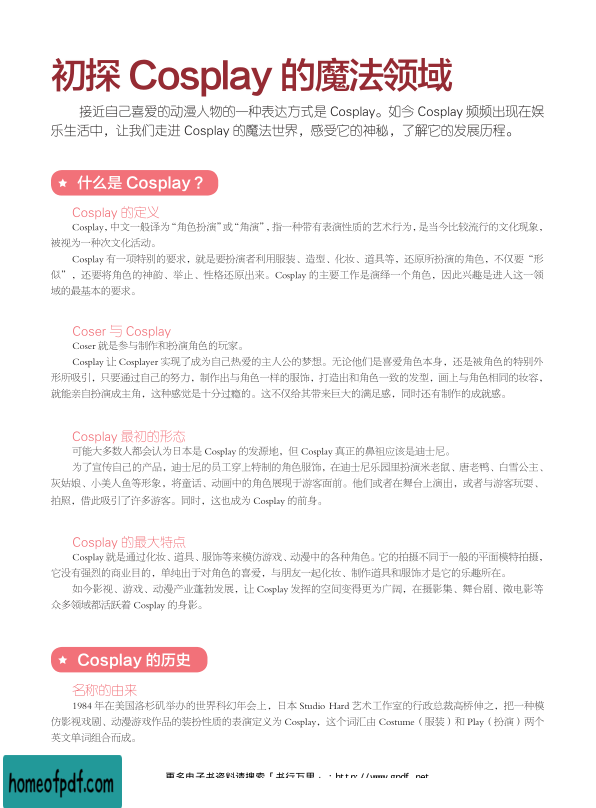 初探 Cosplay 的魔法领域
接近自己喜爱的动漫人物的一种表达方式是 Cosplay。如今 Cosplay 频频出现在娱
乐生活中，让我们走进 Cosplay 的魔法世界，感受它的神秘，了解它的发展历程。
★ 什么是 Cosplay？
Cosplay 的定义
Cosplay，中文一般译为“角色扮演”或“角演”，指一种带有表演性质的艺术行为，是当今比较流行的文化现象，
被视为一种次文化活动。
Cosplay 有一项特别的要求，就是要扮演者利用服装、造型、化妆、道具等，还原所扮演的角色，不仅要“形
似”，还要将角色的神韵、举止、性格还原出来。Cosplay 的主要工作是演绎一个角色，因此兴趣是进入这一领
域的最基本的要求。
Coser 与 Cosplay
Coser 就是参与制作和扮演角色的玩家。
Cosplay 让 Cosplayer 实现了成为自己热爱的主人公的梦想。无论他们是喜爱角色本身，还是被角色的特别外
形所吸引，只要通过自己的努力，制作出与角色一样的服饰，打造出和角色一致的发型，画上与角色相同的妆容，
就能亲自扮演成主角，这种感觉是十分过瘾的。这不仅给其带来巨大的满足感，同时还有制作的成就感。
Cosplay 最初的形态
可能大多数人都会认为日本是 Cosplay 的发源地，但 Cosplay 真正的鼻祖应该是迪士尼。
为了宣传自己的产品，迪士尼的员工穿上特制的角色服饰，在迪士尼乐园里扮演米老鼠、唐老鸭、白雪公主、
灰姑娘、小美人鱼等形象，将童话、动画中的角色展现于游客面前。他们或者在舞台上演出，或者与游客玩耍、
拍照，借此吸引了许多游客。同时，这也成为 Cosplay 的前身。
Cosplay 的最大特点
Cosplay 就是通过化妆、道具、服饰等来模仿游戏、动漫中的各种角色。它的拍摄不同于一般的平面模特拍摄，
它没有强烈的商业目的，单纯出于对角色的喜爱，与朋友一起化妆、制作道具和服饰才是它的乐趣所在。
如今影视、游戏、动漫产业蓬勃发展，让 Cosplay 发挥的空间变得更为广阔，在摄影集、舞台剧、微电影等
众多领域都活跃着 Cosplay 的身影。
★ Cosplay 的历史
名称的由来
1984 年在美国洛杉矶举办的世界科幻年会上，日本 Studio Hard 艺术工作室的行政总裁高桥伸之，把一种模
仿影视戏剧、动漫游戏作品的装扮性质的表演定义为 Cosplay，这个词汇由 Costume（服装）和 Play（扮演）两个
英文单词组合而成。
更多电子书资料请搜索「书行万里」：http://www.gpdf.net
homeofpdf.com